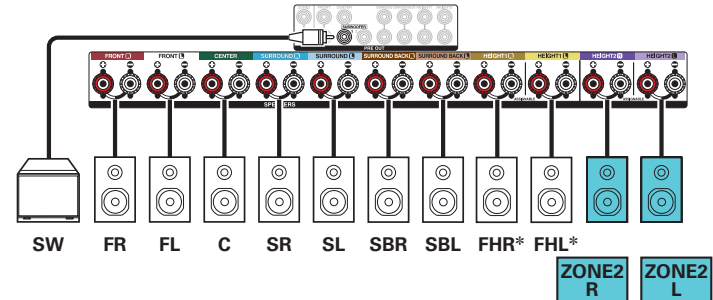 SUBWOOFER
PRE OUT
FRONT R FRONT L CENTER SURROUND R SURROUND L SURROUND BACK R SURROUND BACK L HEIGHT1 R HEIGHT1 L HEIGHT2 R HEIGHT2 L
SPEAKERS ASSIGNABLE ASSIGNABLE
SW FR FL C SR SL SBR SBL FHR* FHL*
ZONE2 ZONE2
R L